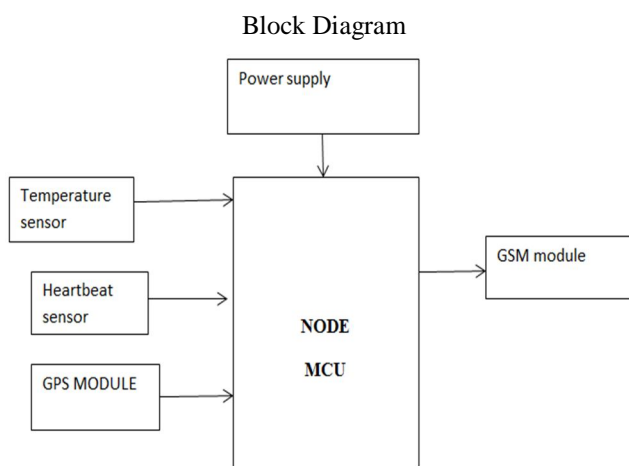 Block Diagram
Power supply
Temperature
sensor
Heartbeat
sensor
GPS MODULE
NODE
MCU
GSM module